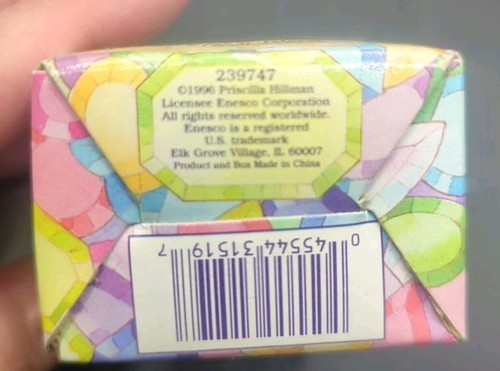 239747
©1996 Priscilla Hillman
Licensee Enesco Corporation
All rights reserved worldwide.
Enesco is a registered
U.S. trademark
Elk Grove Village, IL 60007
Product and Box Made in China
0 45544 31519 7